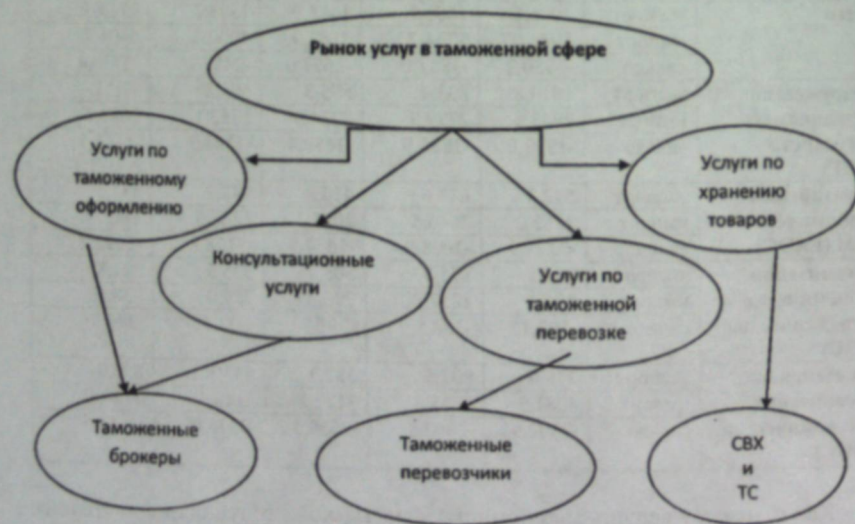 Рынок услуг в таможенной сфере
Услуги по
таможенному
оформлению
Услуги по
хранению
товаров
Консультационные
услуги
Услуги по
таможенной
перевозке
Таможенные
брокеры
Таможенные
перевозчики
СВХ
и
ТС